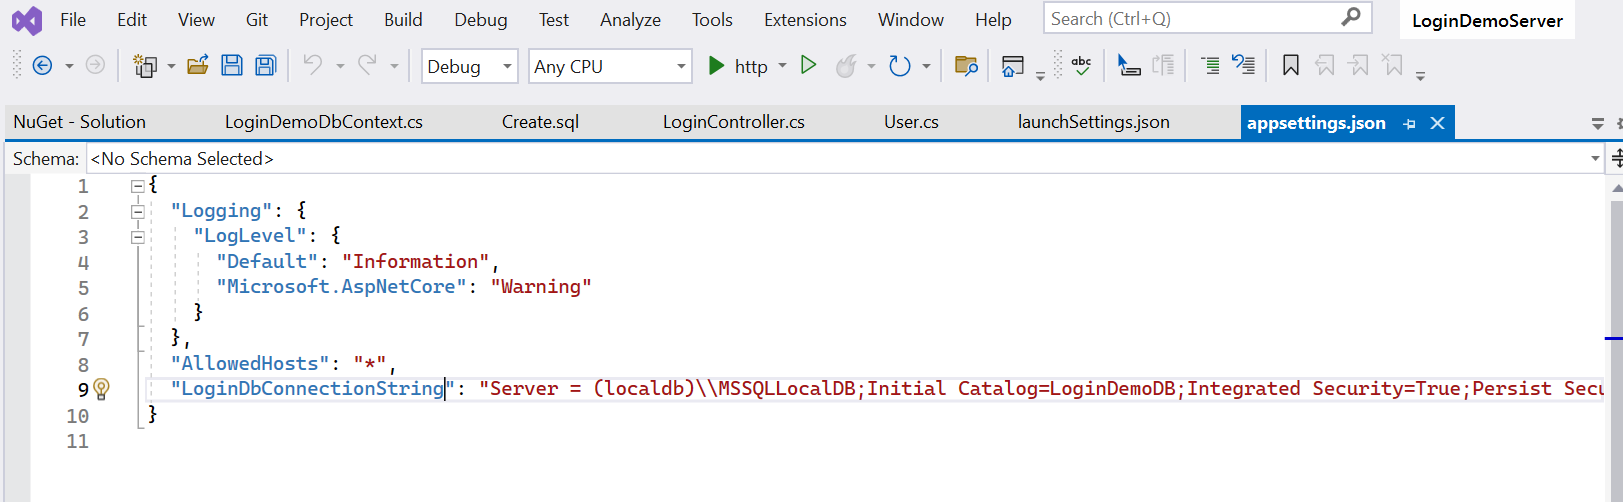 File Edit View Git Project Build Debug Test Analyze Tools Extensions Window Help Search (Ctrl+Q) LoginDemoServer
Debug Any CPU http abc
NuGet - Solution LoginDemoDbContext.cs Create.sql LoginController.cs User.cs launchSettings.json appsettings.json
Schema: <No Schema Selected>
1 {
2 "Logging": {
3 "LogLevel": {
4 "Default": "Information",
5 "Microsoft.AspNetCore": "Warning"
6 }
7 },
8 "AllowedHosts": "*",
9 "LoginDbConnectionString": "Server = (localdb)\\MSSQLLocalDB;Initial Catalog=LoginDemoDB;Integrated Security=True;Persist Secu
10 }
11